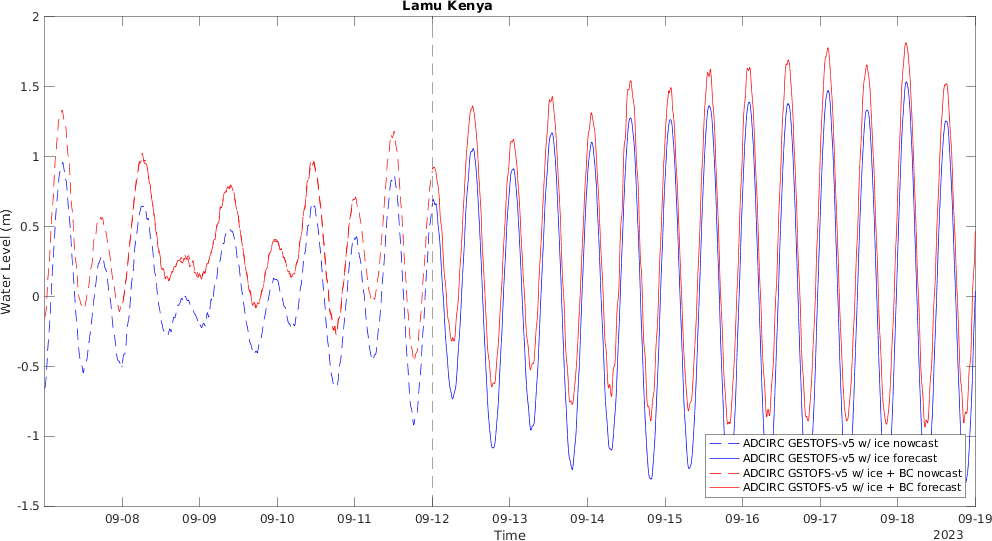 Lamu Kenya
Water Level (m)
2
1.5
1
0.5
0
-0.5
-1
-1.5
09-08 09-09 09-10 09-11 09-12 09-13 09-14 09-15 09-16 09-17 09-18 09-19
Time
2023
ADCIRC GESTOFS-v5 w/ ice nowcast
ADCIRC GESTOFS-v5 w/ ice forecast
ADCIRC GSTOFS-v5 w/ ice + BC nowcast
ADCIRC GSTOFS-v5 w/ ice + BC forecast